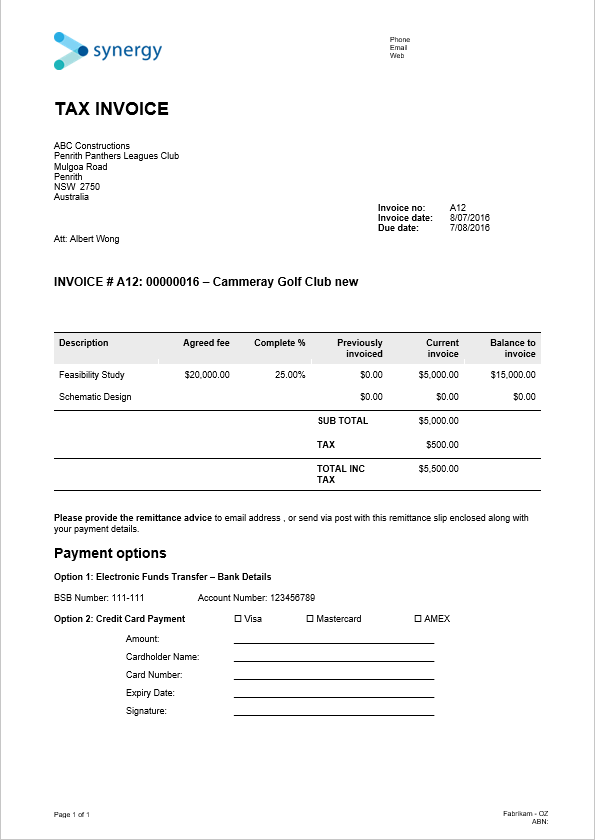 synergy
Phone
Email
Web
TAX INVOICE
ABC Constructions
Penrith Panthers Leagues Club
Mulgoa Road
Penrith
NSW 2750
Australia
Invoice no: A12
Invoice date: 8/07/2016
Due date: 7/08/2016
Att: Albert Wong
INVOICE # A12: 00000016 – Cammeray Golf Club new
Description Agreed fee Complete % Previously invoiced Current invoice Balance to invoice
Feasibility Study $20,000.00 25.00% $0.00 $5,000.00 $15,000.00
Schematic Design $0.00 $0.00 $0.00
SUB TOTAL $5,000.00
TAX $500.00
TOTAL INC TAX $5,500.00
Please provide the remittance advice to email address , or send via post with this remittance slip enclosed along with
your payment details.
Payment options
Option 1: Electronic Funds Transfer – Bank Details
BSB Number: 111-111 Account Number: 123456789
Option 2: Credit Card Payment ☐ Visa ☐ Mastercard ☐ AMEX
Amount:
Cardholder Name:
Card Number:
Expiry Date:
Signature:
Page 1 of 1
Fabrikam - OZ
ABN: